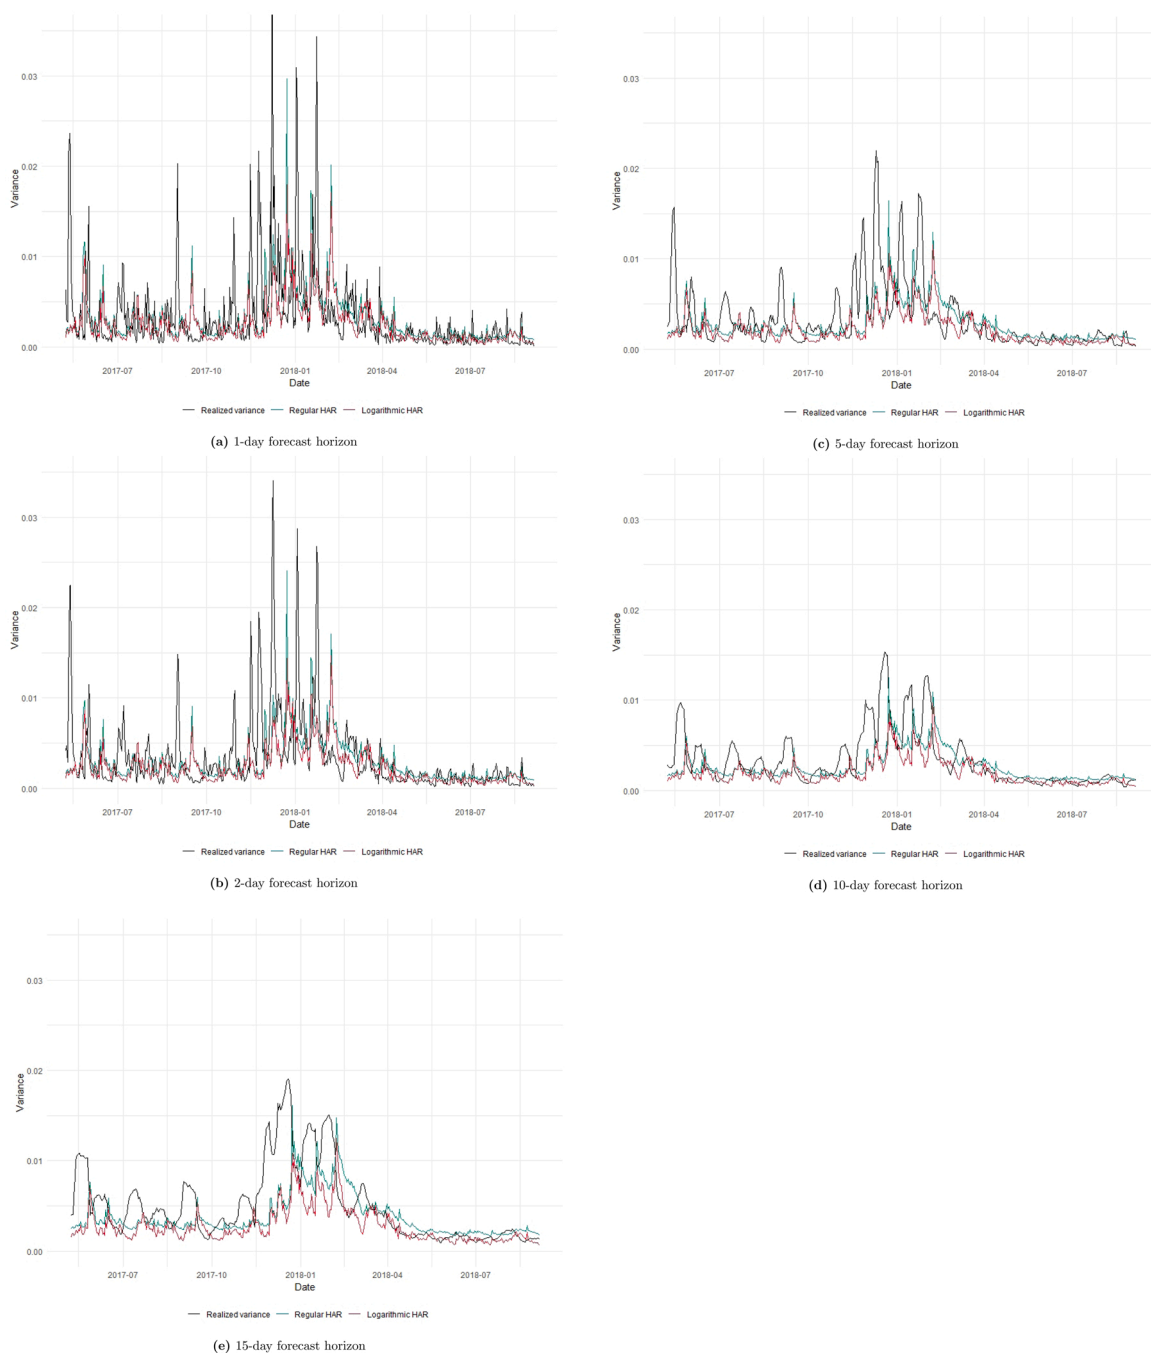 0.03
0.02
0.01
0.00
Variance
2017-07 2017-10 2018-01 2018-04 2018-07
Date
Realized variance Regular HAR Logarithmic HAR
(a) 1-day forecast horizon
0.03
0.02
0.01
0.00
Variance
2017-07 2017-10 2018-01 2018-04 2018-07
Date
Realized variance Regular HAR Logarithmic HAR
(c) 5-day forecast horizon
0.03
0.02
0.01
0.00
Variance
2017-07 2017-10 2018-01 2018-04 2018-07
Date
Realized variance Regular HAR Logarithmic HAR
(b) 2-day forecast horizon
0.03
0.02
0.01
0.00
Variance
2017-07 2017-10 2018-01 2018-04 2018-07
Date
Realized variance Regular HAR Logarithmic HAR
(d) 10-day forecast horizon
0.03
0.02
0.01
0.00
Variance
2017-07 2017-10 2018-01 2018-04 2018-07
Date
Realized variance Regular HAR Logarithmic HAR
(e) 15-day forecast horizon